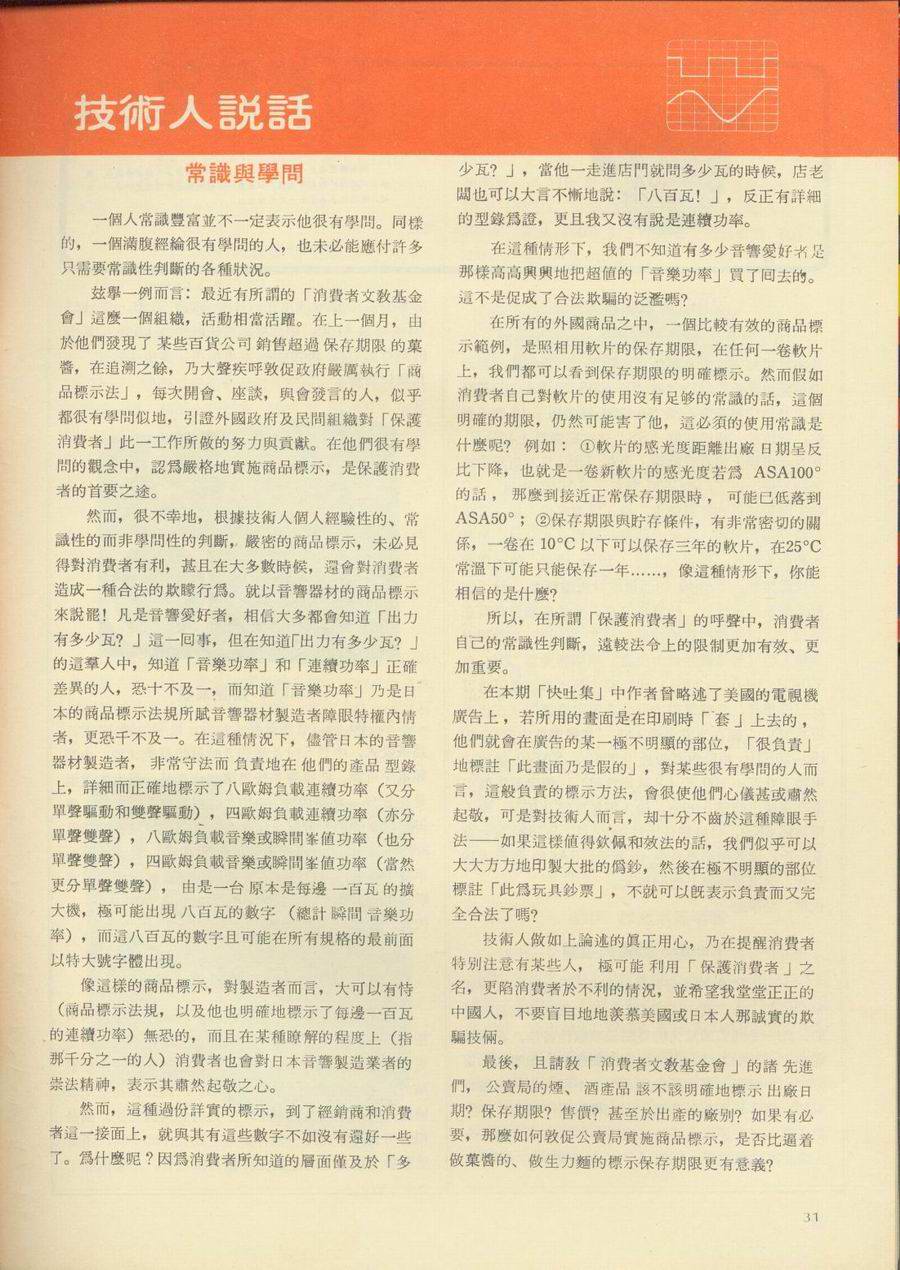 技術人説話
常識與學問
一個人常識豐富並不一定表示他很有學問。同樣
的，一個滿腹經綸很有學問的人，也未必能應付許多
只需要常識性判斷的各種狀況。
玆舉一例而言：最近有所謂的「消費者文教基金
會」這麼一個組織，活動相當活躍。在上一個月，由
於他們發現了某些百貨公司銷售超過保存期限的菓
醬，在追溯之餘，乃大聲疾呼敦促政府嚴厲執行「商
品標示法」，每次開會、座談，與會發言的人，似乎
都很有學問似地，引證外國政府及民間組織對「保護
消費者」此一工作所做的努力與貢獻。在他們很有學
問的觀念中，認爲嚴格地實施商品標示，是保護消費
者的首要之途。
然而，很不幸地，根據技術人個人經驗性的、常
識性的而非學問性的判斷，嚴密的商品標示，未必見
得對消費者有利，甚且在大多數時候，還會對消費者
造成一種合法的欺矇行爲。就以音響器材的商品標示
來說罷！凡是音響愛好者，相信大多都會知道「出力
有多少瓦？」這一回事，但在知道「出力有多少瓦？」
的這羣人中，知道「音樂功率」和「連續功率」正確
差異的人，恐十不及一，而知道「音樂功率」乃是日
本的商品標示法規所賦音響器材製造者障眼特權內情
者，更恐千不及一。在這種情況下，儘管日本的音響
器材製造者，非常守法而負責地在他們的產品型錄
上，詳細而正確地標示了八歐姆負載連續功率（又分
單聲驅動和雙聲驅動），四歐姆負載連續功率（亦分
單聲雙聲），八歐姆負載音樂或瞬間峯値功率（也分
單聲雙聲），四歐姆負載音樂或瞬間峯値功率（當然
更分單聲雙聲），由是一台原本是每邊一百瓦的擴
大機，極可能出現八百瓦的數字（總計瞬間音樂功
率），而這八百瓦的數字且可能在所有規格的最前面
以特大號字體出現。
像這樣的商品標示，對製造者而言，大可以有恃
（商品標示法規，以及他也明確地標示了每邊一百瓦
的連續功率）無恐的，而且在某種瞭解的程度上（指
那千分之一的人）消費者也會對日本音響製造業者的
崇法精神，表示其肅然起敬之心。
然而，這種過份詳實的標示，到了經銷商和消費
者這一接面上，就與其有這些數字不如沒有還好一些
了。爲什麼呢？因爲消費者所知道的層面僅及於「多
少瓦？」，當他一走進店門就問多少瓦的時候，店老
闆也可以大言不慚地說：「八百瓦！」，反正有詳細
的型錄爲證，更且我又沒有說是連續功率。
在這種情形下，我們不知道有多少音響愛好者是
那樣高高興興地把超値的「音樂功率」買了回去的。
這不是促成了合法欺騙的泛濫嗎？
在所有的外國商品之中，一個比較有效的商品標
示範例，是照相用軟片的保存期限，在任何一卷軟片
上，我們都可以看到保存期限的明確標示。然而假如
消費者自己對軟片的使用沒有足够的常識的話，這個
明確的期限，仍然可能害了他，這必須的使用常識是
什麼呢？例如：①軟片的感光度距離出廠日期呈反
比下降，也就是一卷新軟片的感光度若爲 ASA100°
的話，那麼到接近正常保存期限時，可能已低落到
ASA50°；②保存期限與貯存條件，有非常密切的關
係，一卷在10°C以下可以保存三年的軟片，在25°C
常溫下可能只能保存一年……，像這種情形下，你能
相信的是什麼？
所以，在所謂「保護消費者」的呼聲中，消費者
自己的常識性判斷，遠較法令上的限制更加有效、更
加重要。
在本期「快吐集」中作者曾略述了美國的電視機
廣告上，若所用的畫面是在印刷時「套」上去的，
他們就會在廣告的某一極不明顯的部位，「很負責」
地標註「此畫面乃是假的」，對某些很有學問的人而
言，這般負責的標示方法，會很使他們心儀甚或肅然
起敬，可是對技術人而言，却十分不齒於這種障眼手
法——如果這樣值得欽佩和效法的話，我們似乎可以
大大方方地印製大批的僞鈔，然後在極不明顯的部位
標註「此爲玩具鈔票」，不就可以旣表示負責而又完
全合法了嗎？
技術人做如上論述的眞正用心，乃在提醒消費者
特別注意有某些人，極可能利用「保護消費者」之
名，更陷消費者於不利的情況，並希望我堂堂正正的
中國人，不要盲目地地羨慕美國或日本人那誠實的欺
騙技倆。
最後，且請教「消費者文教基金會」的諸先進
們，公賣局的煙、酒產品該不該明確地標示出廠日
期？保存期限？售價？甚至於出產的廠别？如果有必
要，那麼如何敦促公賣局實施商品標示，是否比逼着
做菓醬的、做生力麵的標示保存期限更有意義？
31